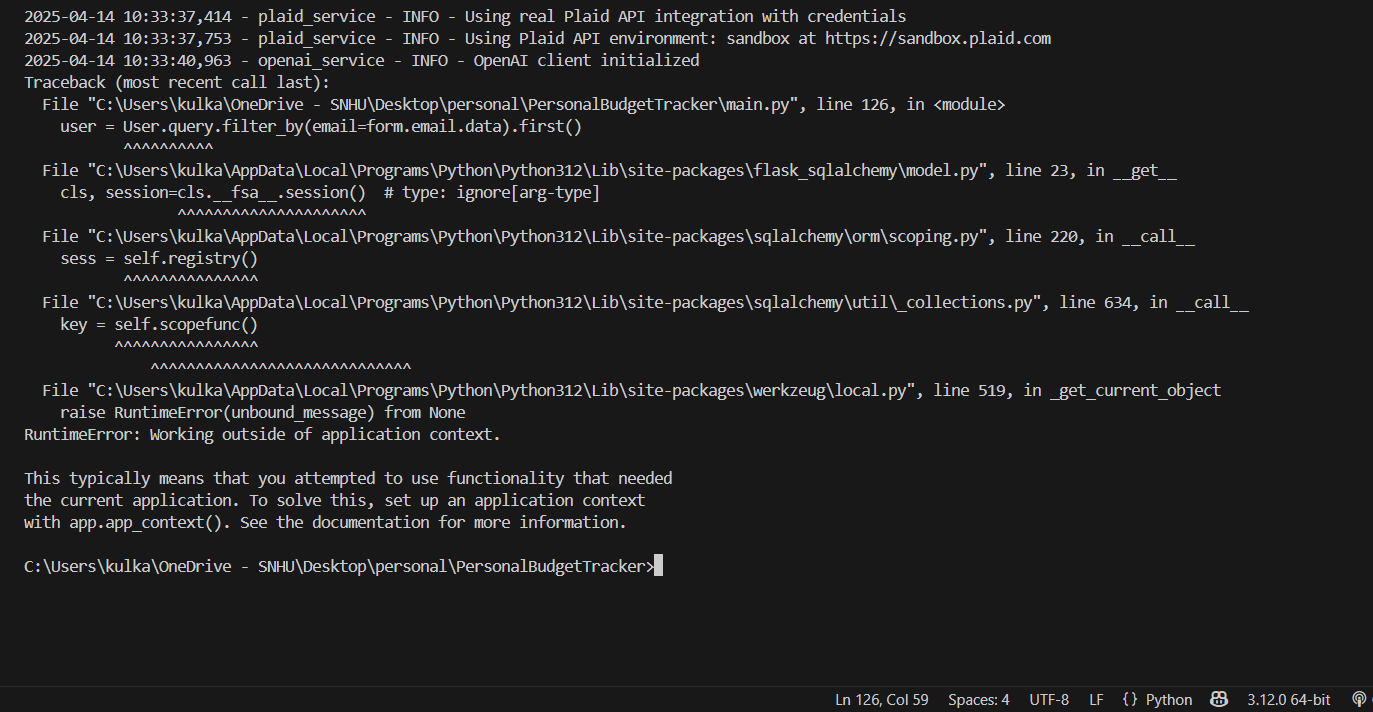 2025-04-14 10:33:37,414 - plaid_service - INFO - Using real Plaid API integration with credentials
2025-04-14 10:33:37,753 - plaid_service - INFO - Using Plaid API environment: sandbox at https://sandbox.plaid.com
2025-04-14 10:33:40,963 - openai_service - INFO - OpenAI client initialized
Traceback (most recent call last):
  File "C:\Users\kulka\OneDrive - SNHU\Desktop\personal\PersonalBudgetTracker\main.py", line 126, in <module>
    user = User.query.filter_by(email=form.email.data).first()
           ^^^^^^^^^^
  File "C:\Users\kulka\AppData\Local\Programs\Python\Python312\Lib\site-packages\flask_sqlalchemy\model.py", line 23, in __get__
    cls, session=cls.__fsa__.session()  # type: ignore[arg-type]
                 ^^^^^^^^^^^^^^^^^^^^^
  File "C:\Users\kulka\AppData\Local\Programs\Python\Python312\Lib\site-packages\sqlalchemy\orm\scoping.py", line 220, in __call__
    sess = self.registry()
           ^^^^^^^^^^^^^^^
  File "C:\Users\kulka\AppData\Local\Programs\Python\Python312\Lib\site-packages\sqlalchemy\util\_collections.py", line 634, in __call__
    key = self.scopefunc()
          ^^^^^^^^^^^^^^^^
              ^^^^^^^^^^^^^^^^^^^^^^^^^^^^^
  File "C:\Users\kulka\AppData\Local\Programs\Python\Python312\Lib\site-packages\werkzeug\local.py", line 519, in _get_current_object
    raise RuntimeError(unbound_message) from None
RuntimeError: Working outside of application context.

This typically means that you attempted to use functionality that needed
the current application. To solve this, set up an application context
with app.app_context(). See the documentation for more information.

C:\Users\kulka\OneDrive - SNHU\Desktop\personal\PersonalBudgetTracker>
Ln 126, Col 59 Spaces: 4 UTF-8 LF {} Python 3.12.0 64-bit